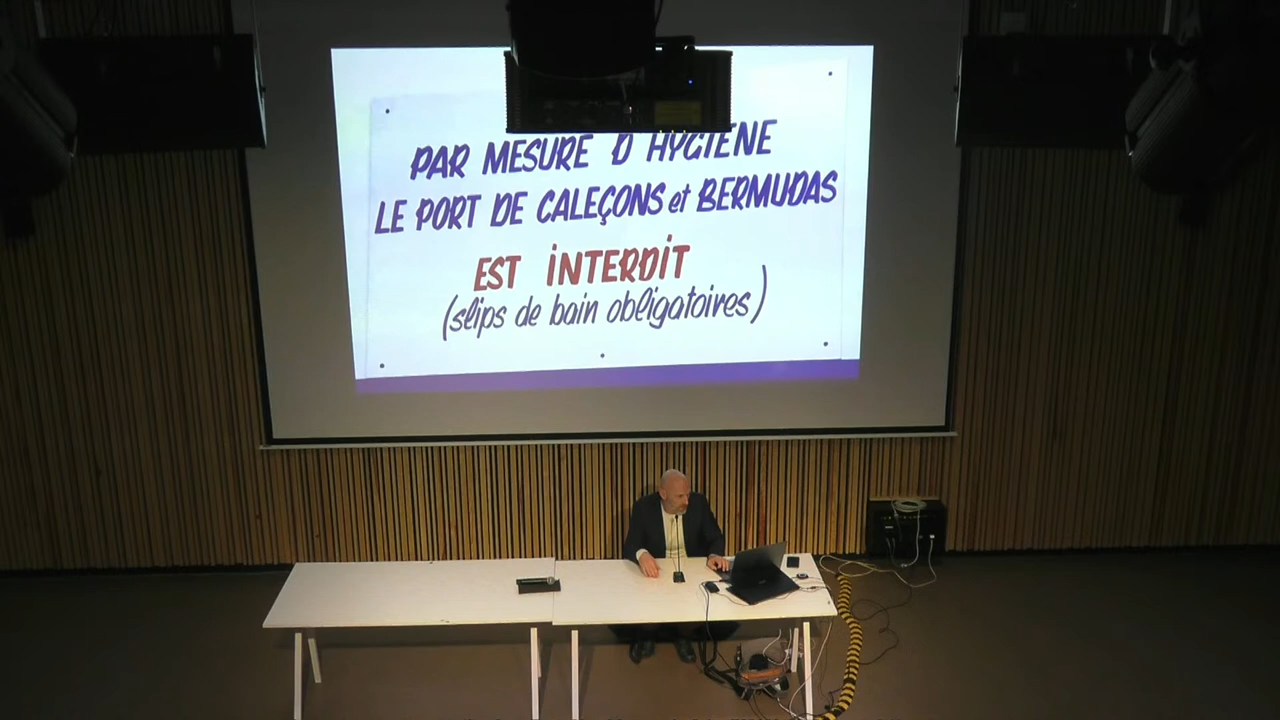 PAR MESURE D HYGIENE
LE PORT DE CALEÇONS et BERMUDAS
EST INTERDIT
(slips de bain obligatoires)